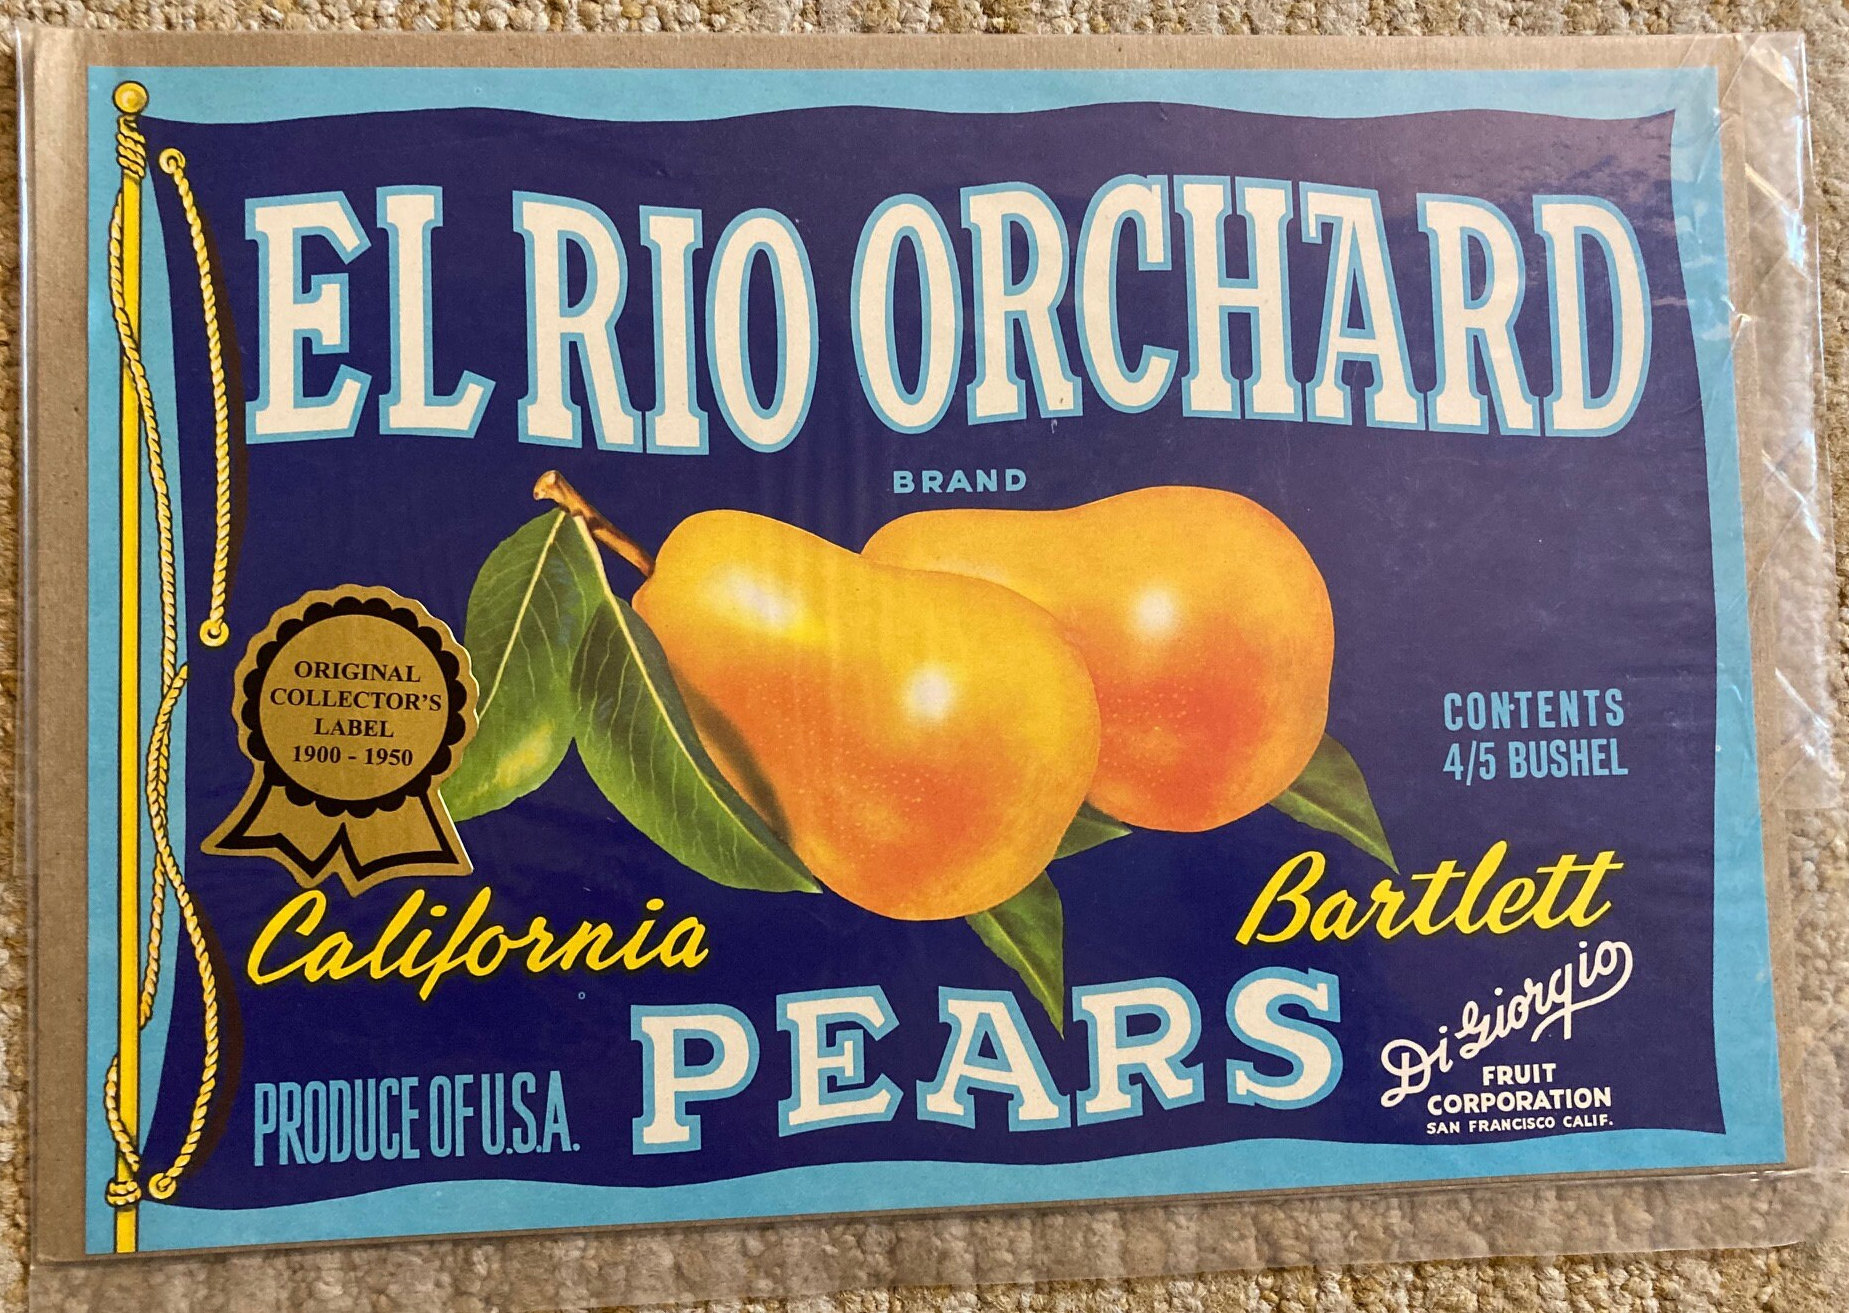 EL RIO ORCHARD
BRAND
ORIGINAL
COLLECTOR'S
LABEL
1900 - 1950
CONTENTS
4/5 BUSHEL
California
Bartlett
PEARS
PRODUCE OF U.S.A.
Di Giorgio
FRUIT
CORPORATION
SAN FRANCISCO CALIF.